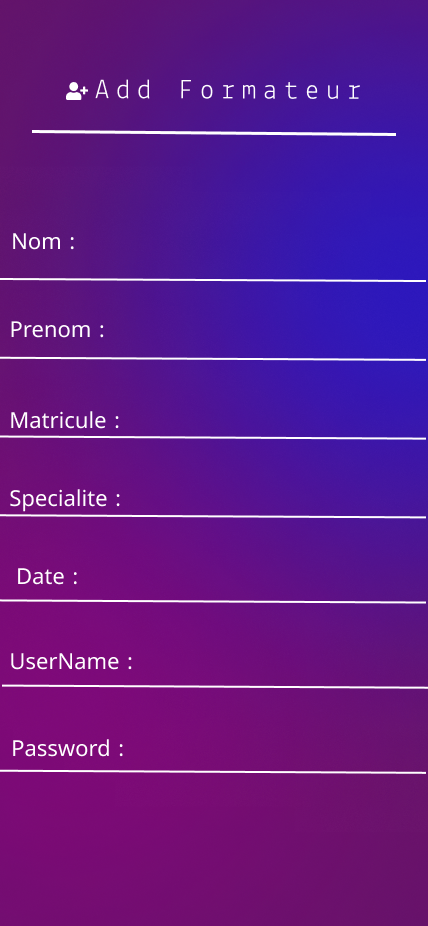 Add Formateur
Nom :
Prenom :
Matricule :
Specialite :
Date :
UserName :
Password :